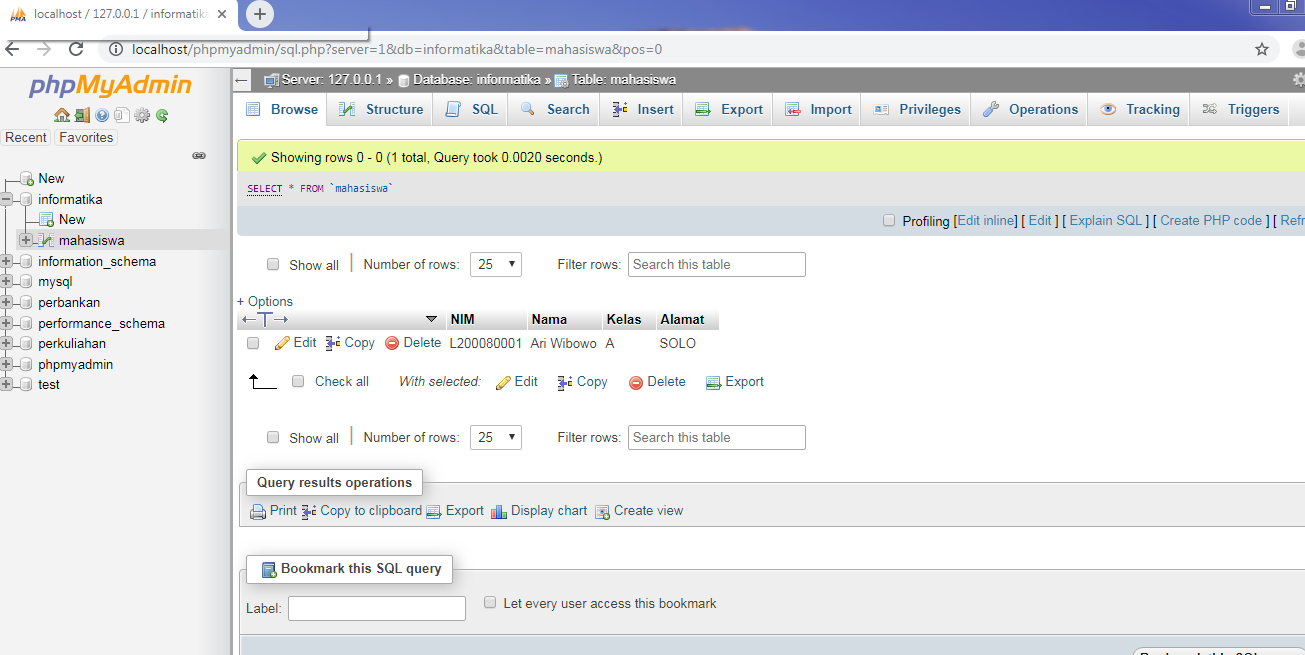 PMA
localhost / 127.0.0.1 / informatika
localhost/phpmyadmin/sql.php?server=1&db=informatika&table=mahasiswa&pos=0
phpMyAdmin
Recent Favorites
New
informatika
New
mahasiswa
information_schema
mysql
perbankan
performance_schema
perkuliahan
phpmyadmin
test
Server: 127.0.0.1 » Database: informatika » Table: mahasiswa
Browse Structure SQL Search Insert Export Import Privileges Operations Tracking Triggers
Showing rows 0 - 0 (1 total, Query took 0.0020 seconds.)
SELECT * FROM `mahasiswa`
Profiling [Edit inline] [ Edit ] [ Explain SQL ] [ Create PHP code ] [ Refr
Show all | Number of rows: 25 Filter rows: Search this table
+ Options
←T→ NIM Nama Kelas Alamat
Edit Copy Delete L200080001 Ari Wibowo A SOLO
Check all With selected: Edit Copy Delete Export
Show all | Number of rows: 25 Filter rows: Search this table
Query results operations
Print Copy to clipboard Export Display chart Create view
Bookmark this SQL query
Label: Let every user access this bookmark